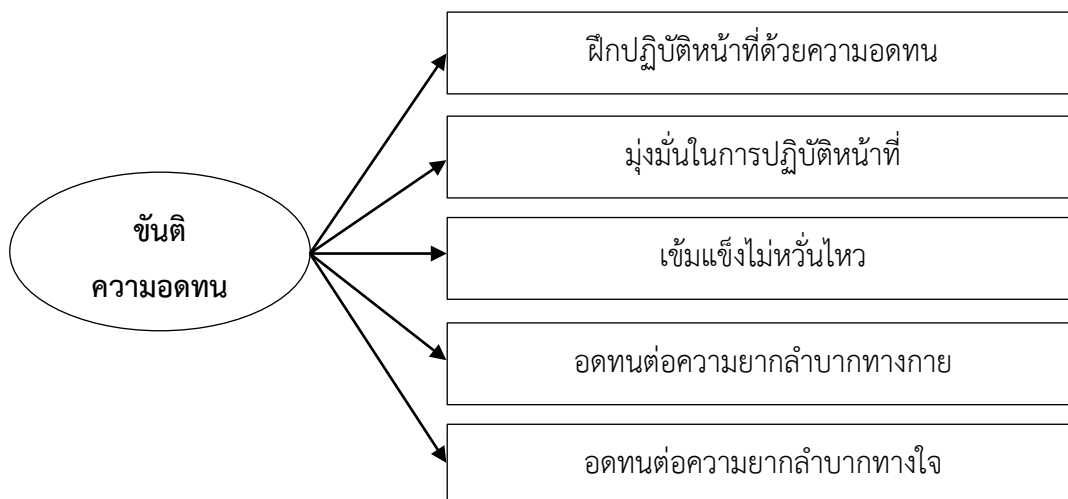 ฝึกปฏิบัติหน้าที่ด้วยความอดทน
มุ่งมั่นในการปฏิบัติหน้าที่
ขันติ
ความอดทน
เข้มแข็งไม่หวั่นไหว
อดทนต่อความยากลำบากทางกาย
อดทนต่อความยากลำบากทางใจ